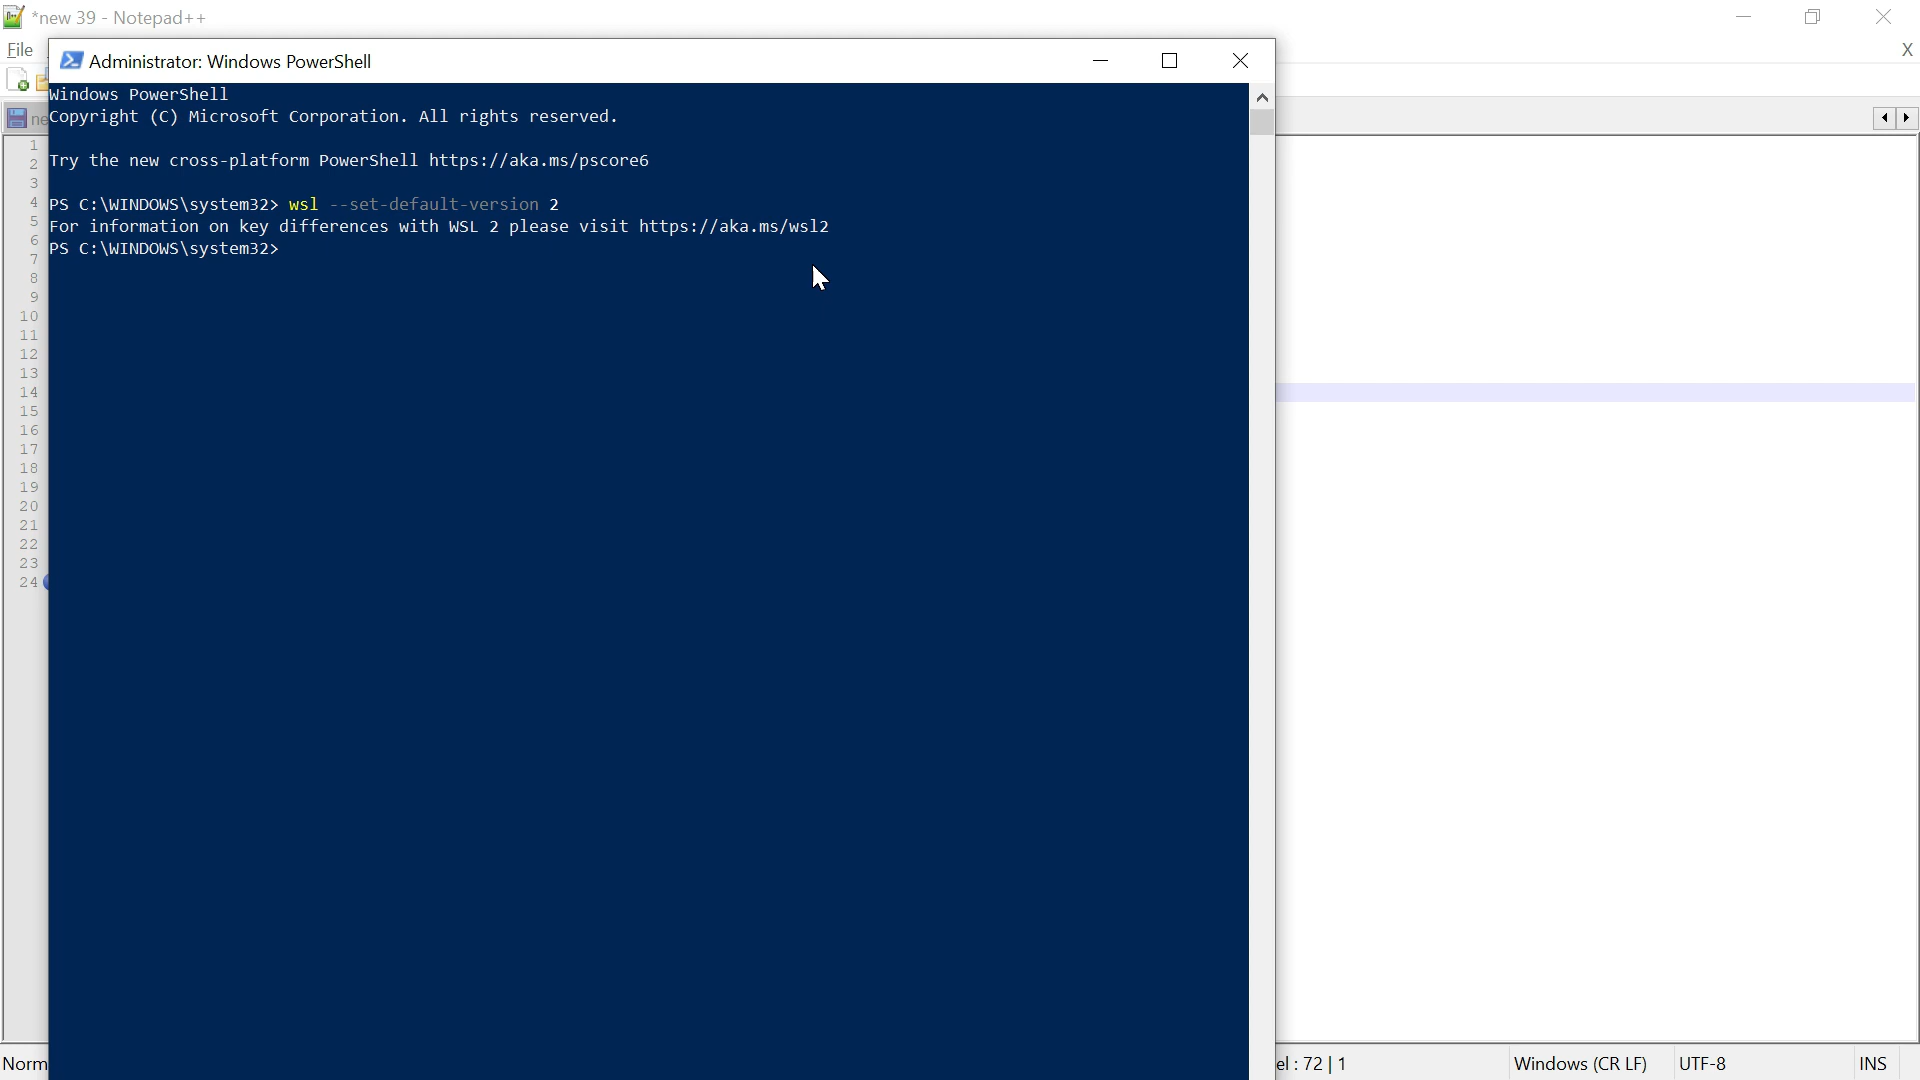 *new 39 - Notepad++
File
X
Administrator: Windows PowerShell
Windows PowerShell
Copyright (C) Microsoft Corporation. All rights reserved.
Try the new cross-platform PowerShell https://aka.ms/pscore6
PS C:\WINDOWS\system32> wsl --set-default-version 2
For information on key differences with WSL 2 please visit https://aka.ms/wsl2
PS C:\WINDOWS\system32>
1
2
3
4
5
6
7
8
9
10
11
12
13
14
15
16
17
18
19
20
21
22
23
24
Norm
el : 72 | 1
Windows (CR LF)
UTF-8
INS